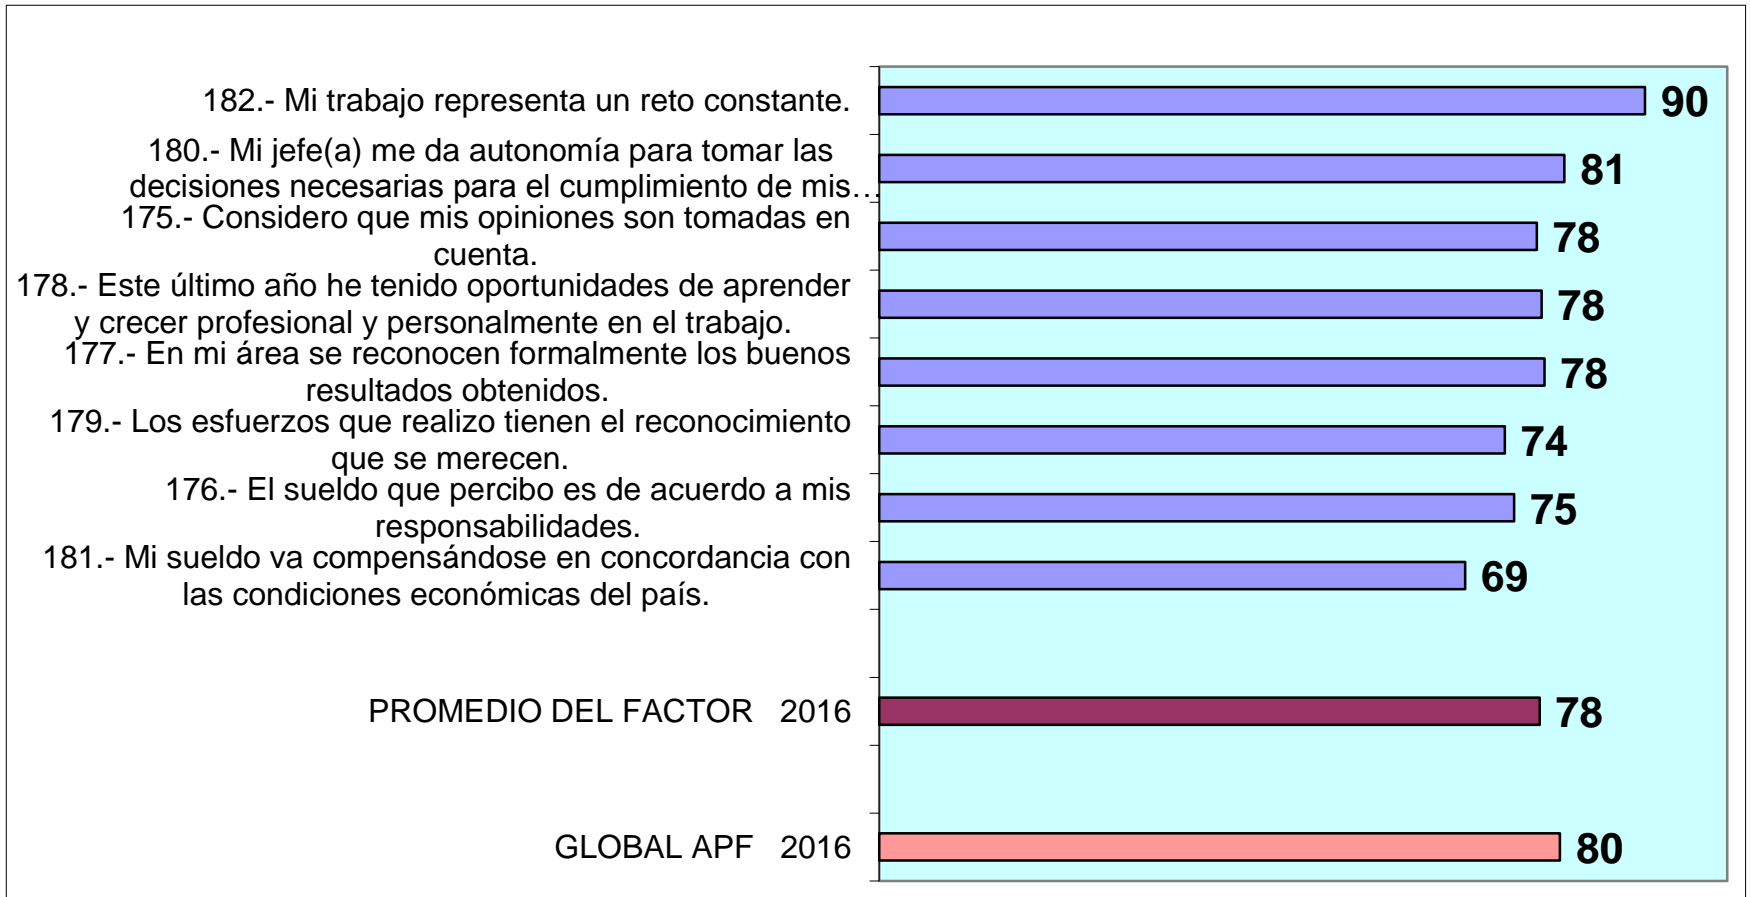 182.- Mi trabajo representa un reto constante.
90
180.- Mi jefe(a) me da autonomía para tomar las
decisiones necesarias para el cumplimiento de mis…
81
175.- Considero que mis opiniones son tomadas en
cuenta.
78
178.- Este último año he tenido oportunidades de aprender
y crecer profesional y personalmente en el trabajo.
78
177.- En mi área se reconocen formalmente los buenos
resultados obtenidos.
78
179.- Los esfuerzos que realizo tienen el reconocimiento
que se merecen.
74
176.- El sueldo que percibo es de acuerdo a mis
responsabilidades.
75
181.- Mi sueldo va compensándose en concordancia con
las condiciones económicas del país.
69
PROMEDIO DEL FACTOR 2016
78
GLOBAL APF 2016
80